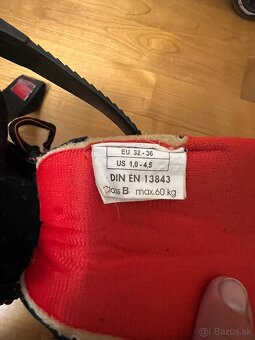 EU 32 - 36
US 1,0 - 4,5
DIN EN 13843
Class B max.60 kg
bazos.sk